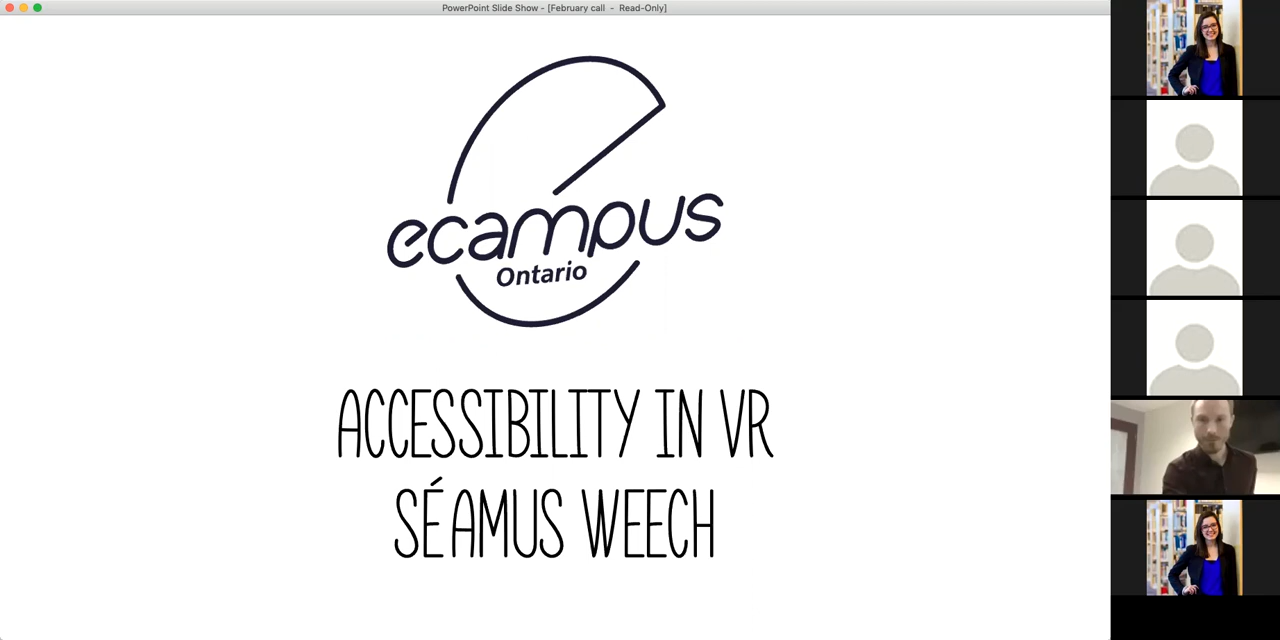 PowerPoint Slide Show - [February call - Read-Only]
ecampus
Ontario
ACCESSIBILITY IN VR
SÉAMUS WEECH